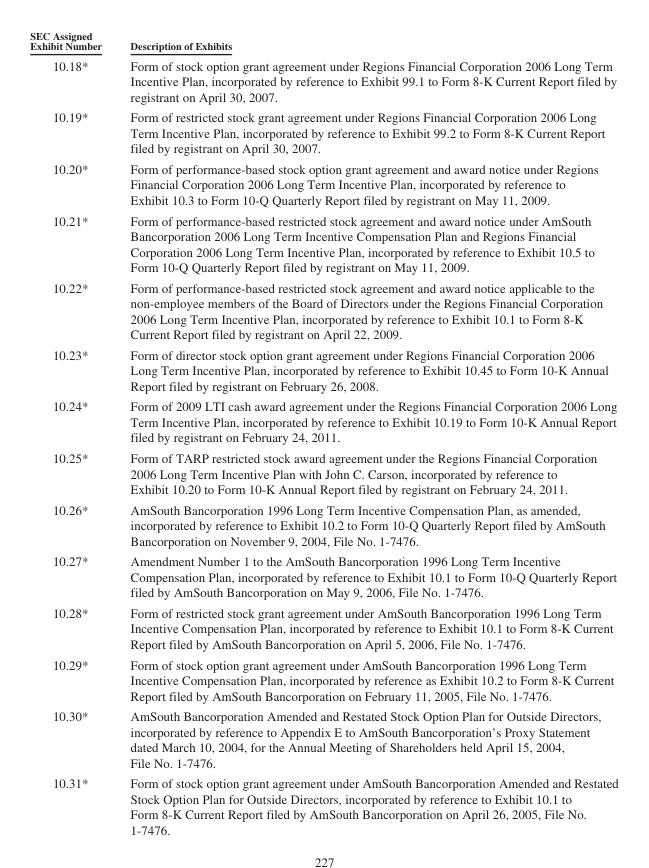 SEC Assigned
Exhibit Number Description of Exhibits
10.18* Form of stock option grant agreement under Regions Financial Corporation 2006 Long Term
Incentive Plan, incorporated by reference to Exhibit 99.1 to Form 8-K Current Report filed by
registrant on April 30, 2007.
10.19* Form of restricted stock grant agreement under Regions Financial Corporation 2006 Long
Term Incentive Plan, incorporated by reference to Exhibit 99.2 to Form 8-K Current Report
filed by registrant on April 30, 2007.
10.20* Form of performance-based stock option grant agreement and award notice under Regions
Financial Corporation 2006 Long Term Incentive Plan, incorporated by reference to
Exhibit 10.3 to Form 10-Q Quarterly Report filed by registrant on May 11, 2009.
10.21* Form of performance-based restricted stock agreement and award notice under AmSouth
Bancorporation 2006 Long Term Incentive Compensation Plan and Regions Financial
Corporation 2006 Long Term Incentive Plan, incorporated by reference to Exhibit 10.5 to
Form 10-Q Quarterly Report filed by registrant on May 11, 2009.
10.22* Form of performance-based restricted stock agreement and award notice applicable to the
non-employee members of the Board of Directors under the Regions Financial Corporation
2006 Long Term Incentive Plan, incorporated by reference to Exhibit 10.1 to Form 8-K
Current Report filed by registrant on April 22, 2009.
10.23* Form of director stock option grant agreement under Regions Financial Corporation 2006
Long Term Incentive Plan, incorporated by reference to Exhibit 10.45 to Form 10-K Annual
Report filed by registrant on February 26, 2008.
10.24* Form of 2009 LTI cash award agreement under the Regions Financial Corporation 2006 Long
Term Incentive Plan, incorporated by reference to Exhibit 10.19 to Form 10-K Annual Report
filed by registrant on February 24, 2011.
10.25* Form of TARP restricted stock award agreement under the Regions Financial Corporation
2006 Long Term Incentive Plan with John C. Carson, incorporated by reference to
Exhibit 10.20 to Form 10-K Annual Report filed by registrant on February 24, 2011.
10.26* AmSouth Bancorporation 1996 Long Term Incentive Compensation Plan, as amended,
incorporated by reference to Exhibit 10.2 to Form 10-Q Quarterly Report filed by AmSouth
Bancorporation on November 9, 2004, File No. 1-7476.
10.27* Amendment Number 1 to the AmSouth Bancorporation 1996 Long Term Incentive
Compensation Plan, incorporated by reference to Exhibit 10.1 to Form 10-Q Quarterly Report
filed by AmSouth Bancorporation on May 9, 2006, File No. 1-7476.
10.28* Form of restricted stock grant agreement under AmSouth Bancorporation 1996 Long Term
Incentive Compensation Plan, incorporated by reference to Exhibit 10.1 to Form 8-K Current
Report filed by AmSouth Bancorporation on April 5, 2006, File No. 1-7476.
10.29* Form of stock option grant agreement under AmSouth Bancorporation 1996 Long Term
Incentive Compensation Plan, incorporated by reference as Exhibit 10.2 to Form 8-K Current
Report filed by AmSouth Bancorporation on February 11, 2005, File No. 1-7476.
10.30* AmSouth Bancorporation Amended and Restated Stock Option Plan for Outside Directors,
incorporated by reference to Appendix E to AmSouth Bancorporation's Proxy Statement
dated March 10, 2004, for the Annual Meeting of Shareholders held April 15, 2004,
File No. 1-7476.
10.31* Form of stock option grant agreement under AmSouth Bancorporation Amended and Restated
Stock Option Plan for Outside Directors, incorporated by reference to Exhibit 10.1 to
Form 8-K Current Report filed by AmSouth Bancorporation on April 26, 2005, File No.
1-7476.
227